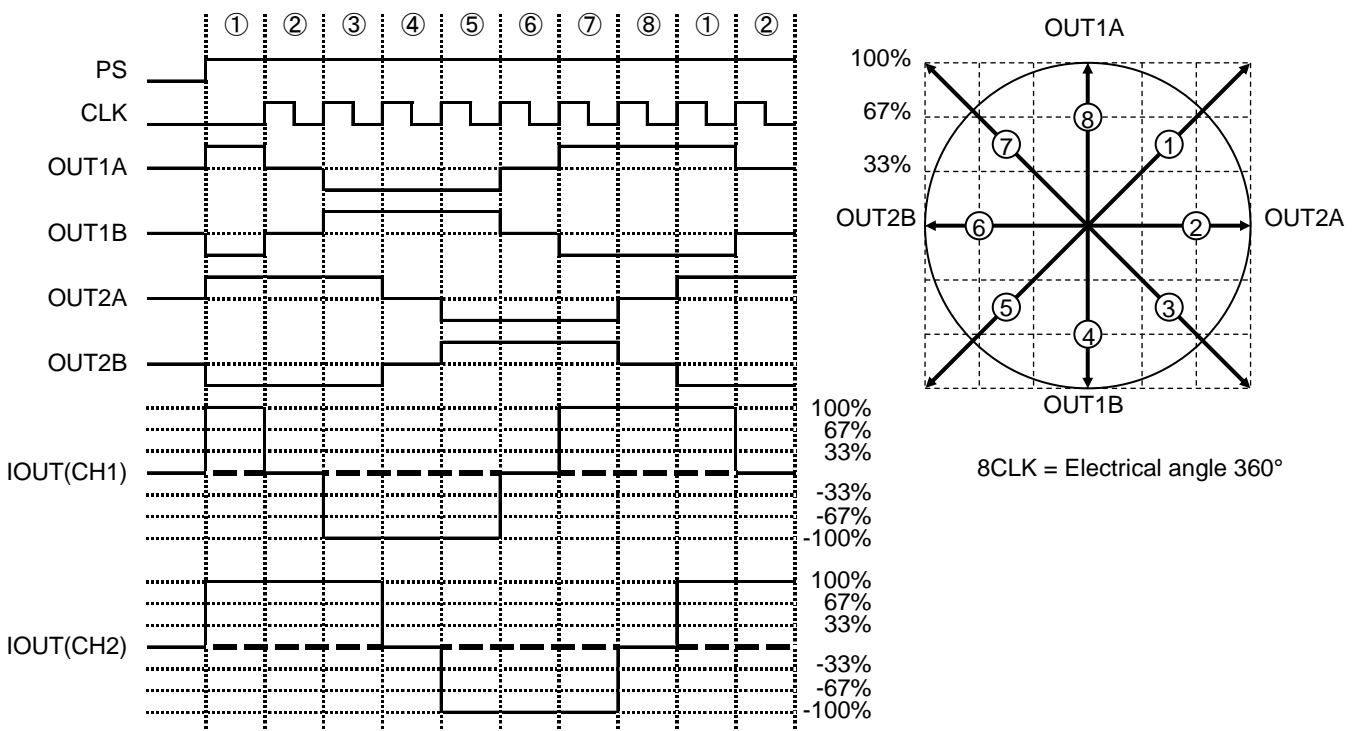 ① ② ③ ④ ⑤ ⑥ ⑦ ⑧ ① ②
PS
CLK
OUT1A
OUT1B
OUT2A
OUT2B
IOUT(CH1)
100%
67%
33%
-33%
-67%
-100%
IOUT(CH2)
100%
67%
33%
-33%
-67%
-100%
OUT1A
100%
67%
33%
OUT2B
OUT2A
OUT1B
⑧
⑦
①
⑥
②
⑤
③
④
8CLK = Electrical angle 360°